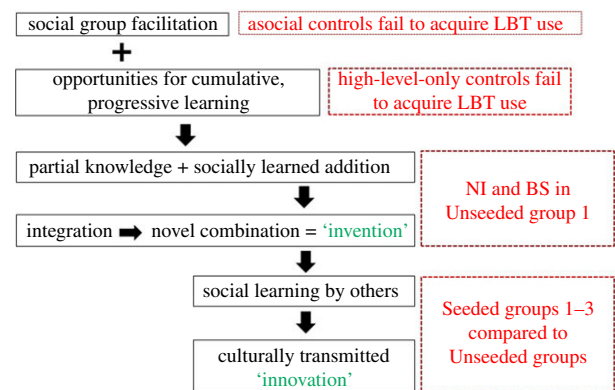 social group facilitation
asocial controls fail to acquire LBT use
+
opportunities for cumulative,
progressive learning
high-level-only controls fail
to acquire LBT use
partial knowledge + socially learned addition
NI and BS in
Unseeded group 1
integration ➡ novel combination = ‘invention’
social learning by others
Seeded groups 1–3
compared to
Unseeded groups
culturally transmitted
‘innovation’